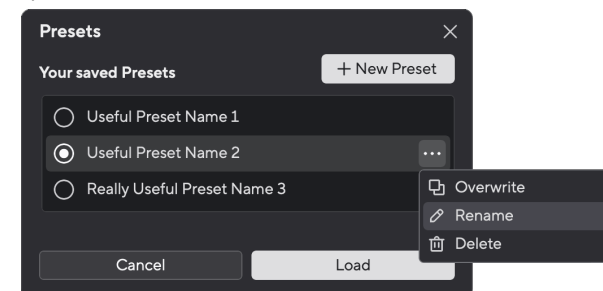 Presets
Your saved Presets
+ New Preset
Useful Preset Name 1
Useful Preset Name 2
Really Useful Preset Name 3
Overwrite
Rename
Delete
Cancel
Load